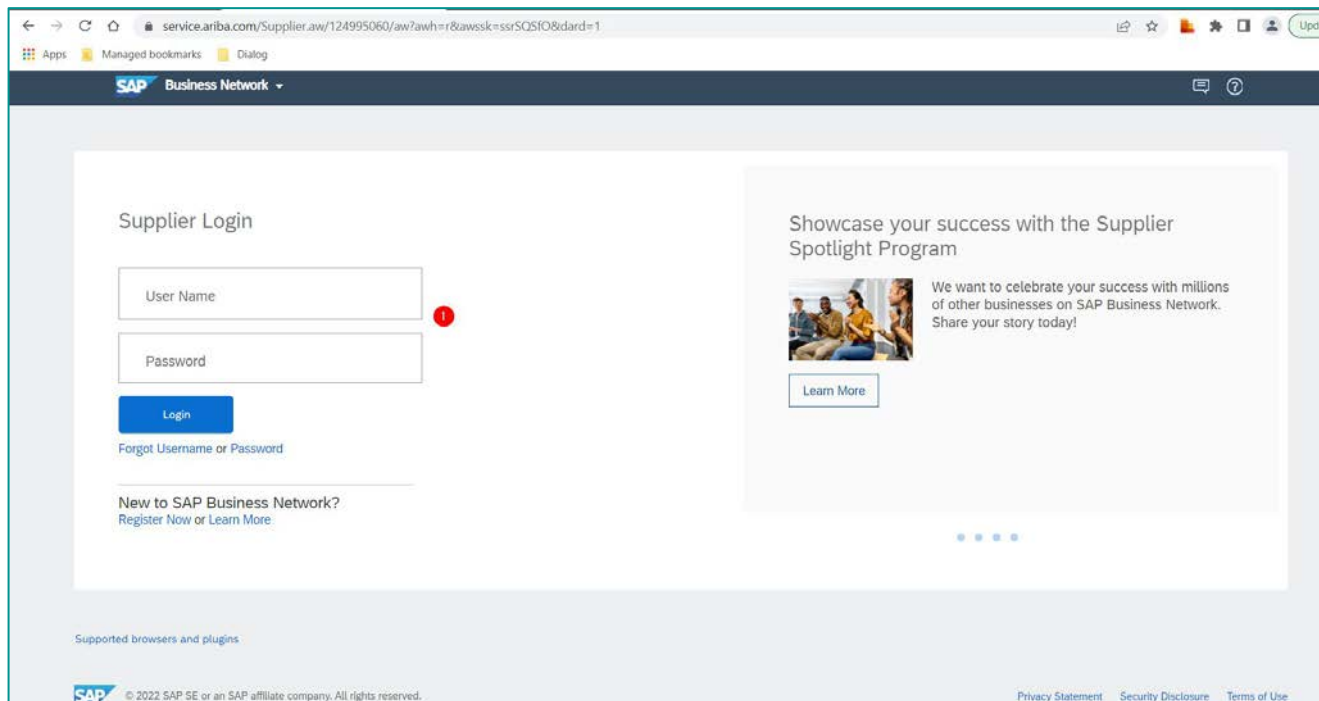 service.ariba.com/Supplier.aw/124995060/aw?awh=r&awssk=ssrSQSfO&dard=1
Apps Managed bookmarks Dialog
SAP Business Network
Supplier Login
User Name
1
Password
Login
Forgot Username or Password
New to SAP Business Network?
Register Now or Learn More
Showcase your success with the Supplier
Spotlight Program
We want to celebrate your success with millions
of other businesses on SAP Business Network.
Share your story today!
Learn More
Supported browsers and plugins
SAP © 2022 SAP SE or an SAP affiliate company. All rights reserved.
Privacy Statement Security Disclosure Terms of Use